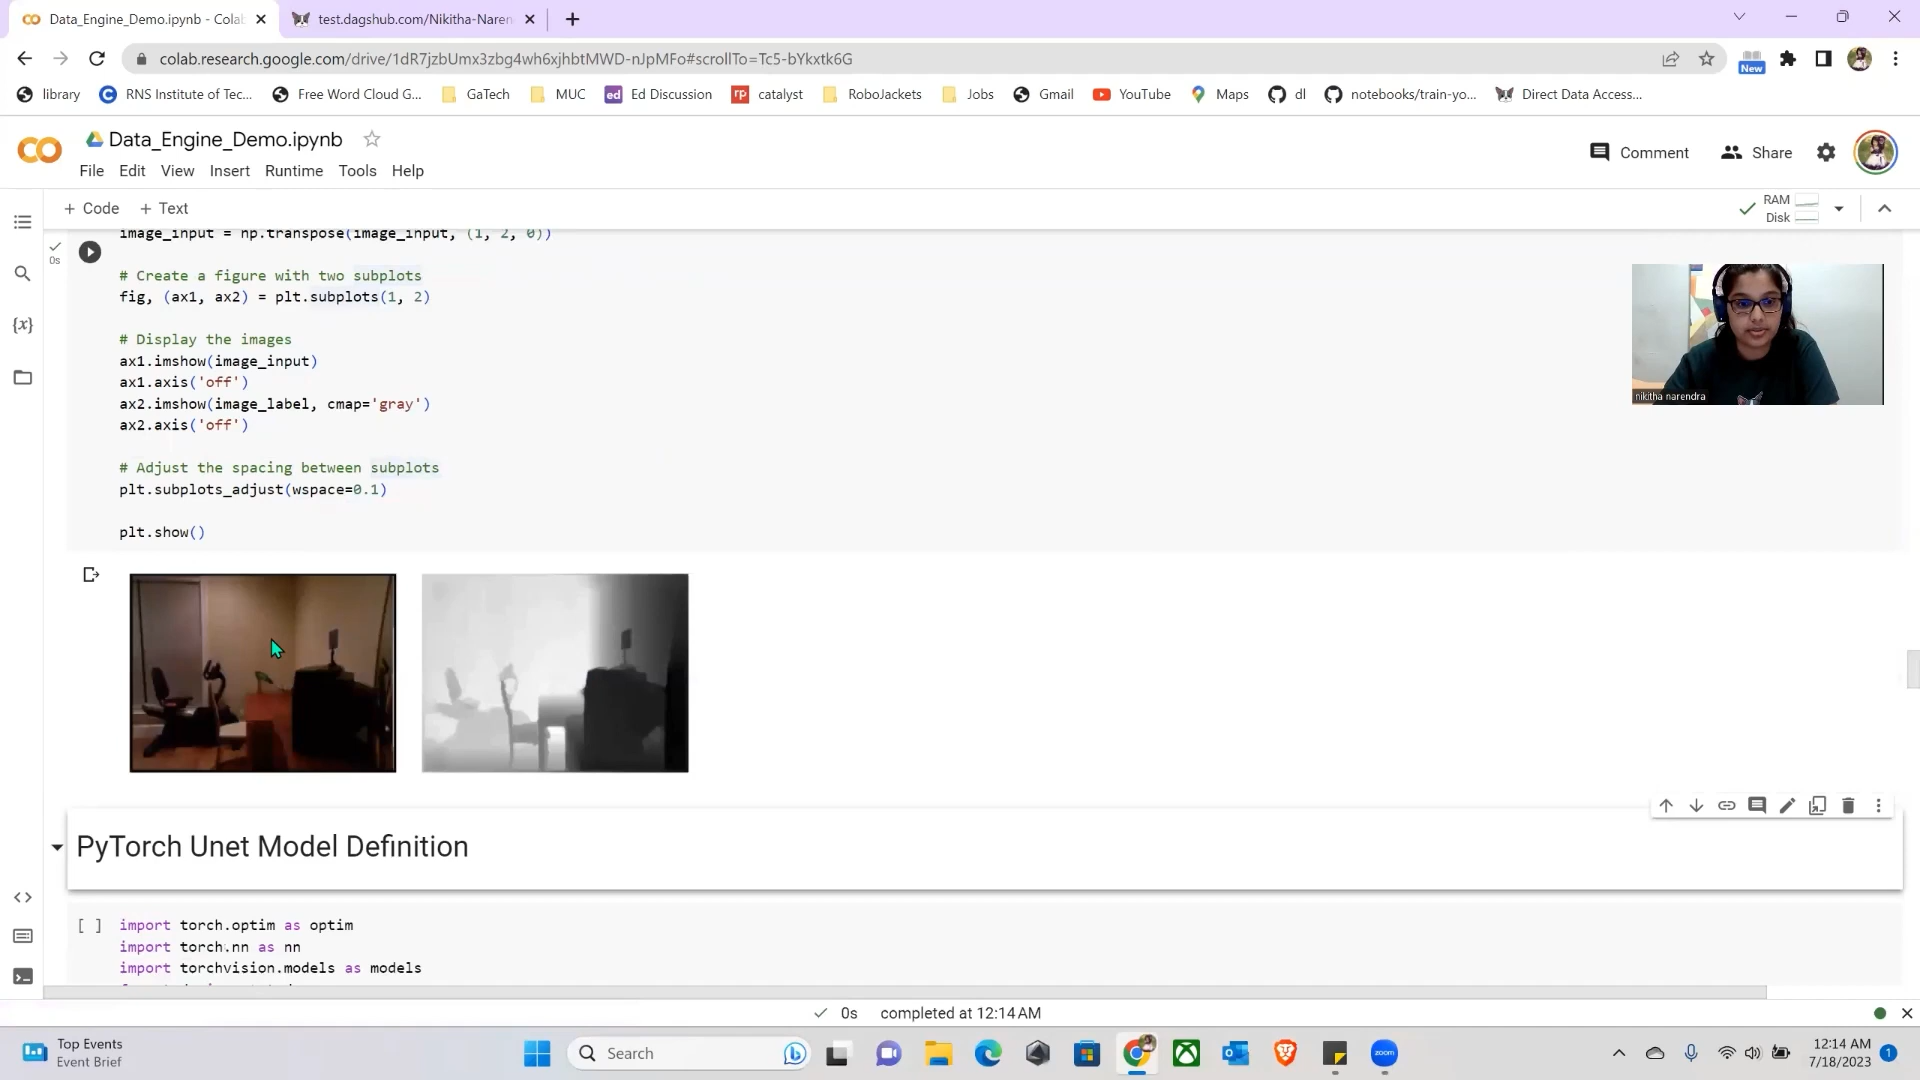 Data_Engine_Demo.ipynb - Cola
test.dagshub.com/Nikitha-Naren
colab.research.google.com/drive/1dR7jzbUmx3zbg4wh6xjhbtMWD-nJpMFo#scrollTo=Tc5-bYkxtk6G
New
library
RNS Institute of Tec...
Free Word Cloud G...
GaTech
MUC
ed
Ed Discussion
rp
catalyst
RoboJackets
Jobs
Gmail
YouTube
Maps
dl
notebooks/train-yo...
Direct Data Access...
Data_Engine_Demo.ipynb
Comment
Share
File Edit View Insert Runtime Tools Help
+ Code + Text
RAM
Disk
0s
image_input = np.transpose(image_input, (1, 2, 0))
# Create a figure with two subplots
fig, (ax1, ax2) = plt.subplots(1, 2)
# Display the images
ax1.imshow(image_input)
ax1.axis('off')
ax2.imshow(image_label, cmap='gray')
ax2.axis('off')
# Adjust the spacing between subplots
plt.subplots_adjust(wspace=0.1)
plt.show()
nikitha narendra
{x}
PyTorch Unet Model Definition
[ ]
import torch.optim as optim
import torch.nn as nn
import torchvision.models as models
0s completed at 12:14 AM
Top Events
Event Brief
Search
zoom
12:14 AM
7/18/2023
1